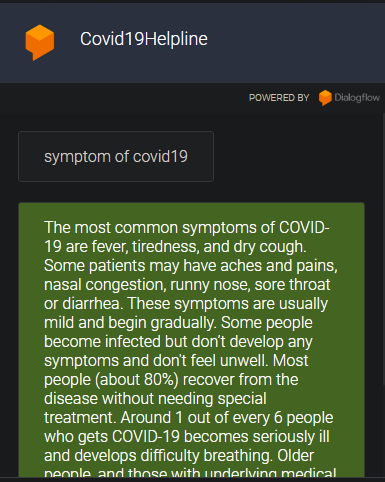 Covid19Helpline
POWERED BY Dialogflow
symptom of covid19
The most common symptoms of COVID-
19 are fever, tiredness, and dry cough.
Some patients may have aches and pains,
nasal congestion, runny nose, sore throat
or diarrhea. These symptoms are usually
mild and begin gradually. Some people
become infected but don’t develop any
symptoms and don't feel unwell. Most
people (about 80%) recover from the
disease without needing special
treatment. Around 1 out of every 6 people
who gets COVID-19 becomes seriously ill
and develops difficulty breathing. Older
people, and those with underlying medical